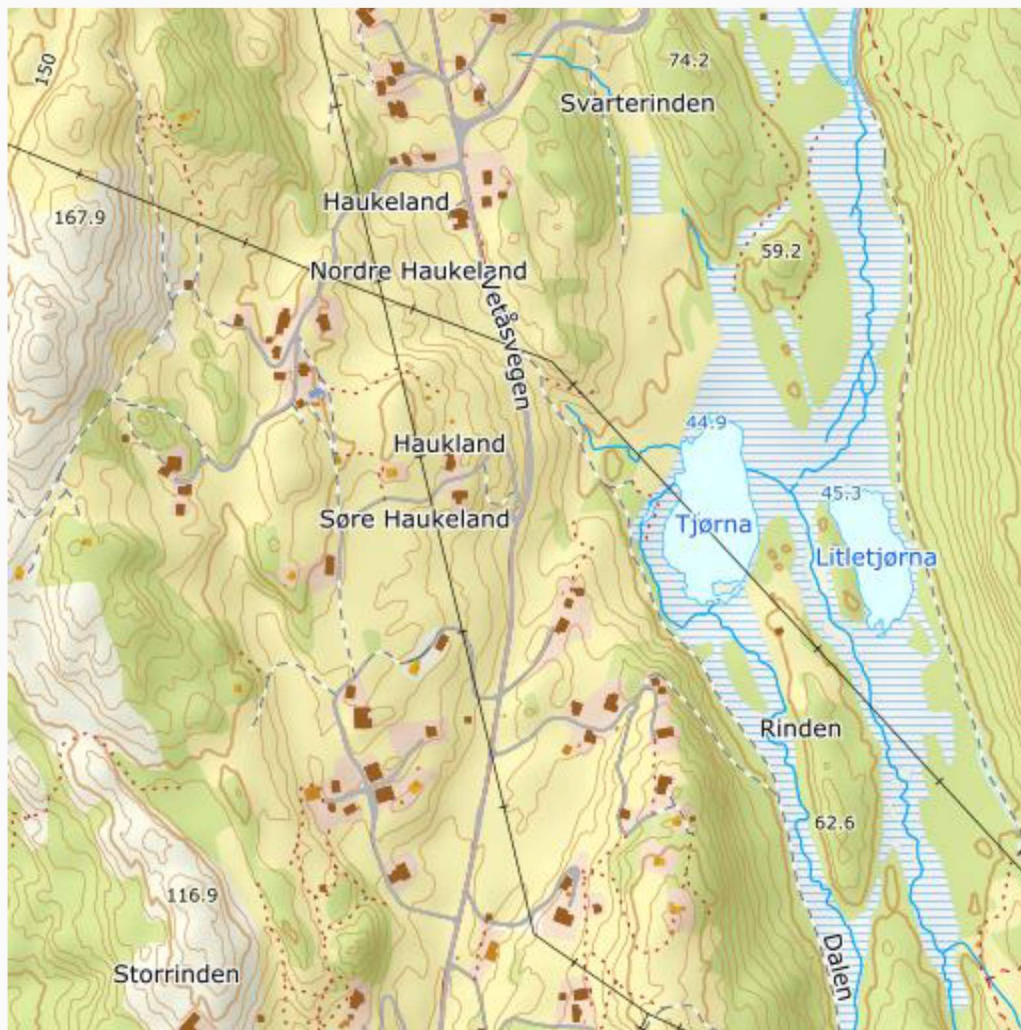 150
74.2
Svarterinden
Haukeland
167.9
59.2
Nordre Haukeland
Vetåsvegen
44.9
Haukland
45.3
Søre Haukeland
Tjørna
Litletjørna
Rinden
62.6
116.9
Dalen
Storrinden